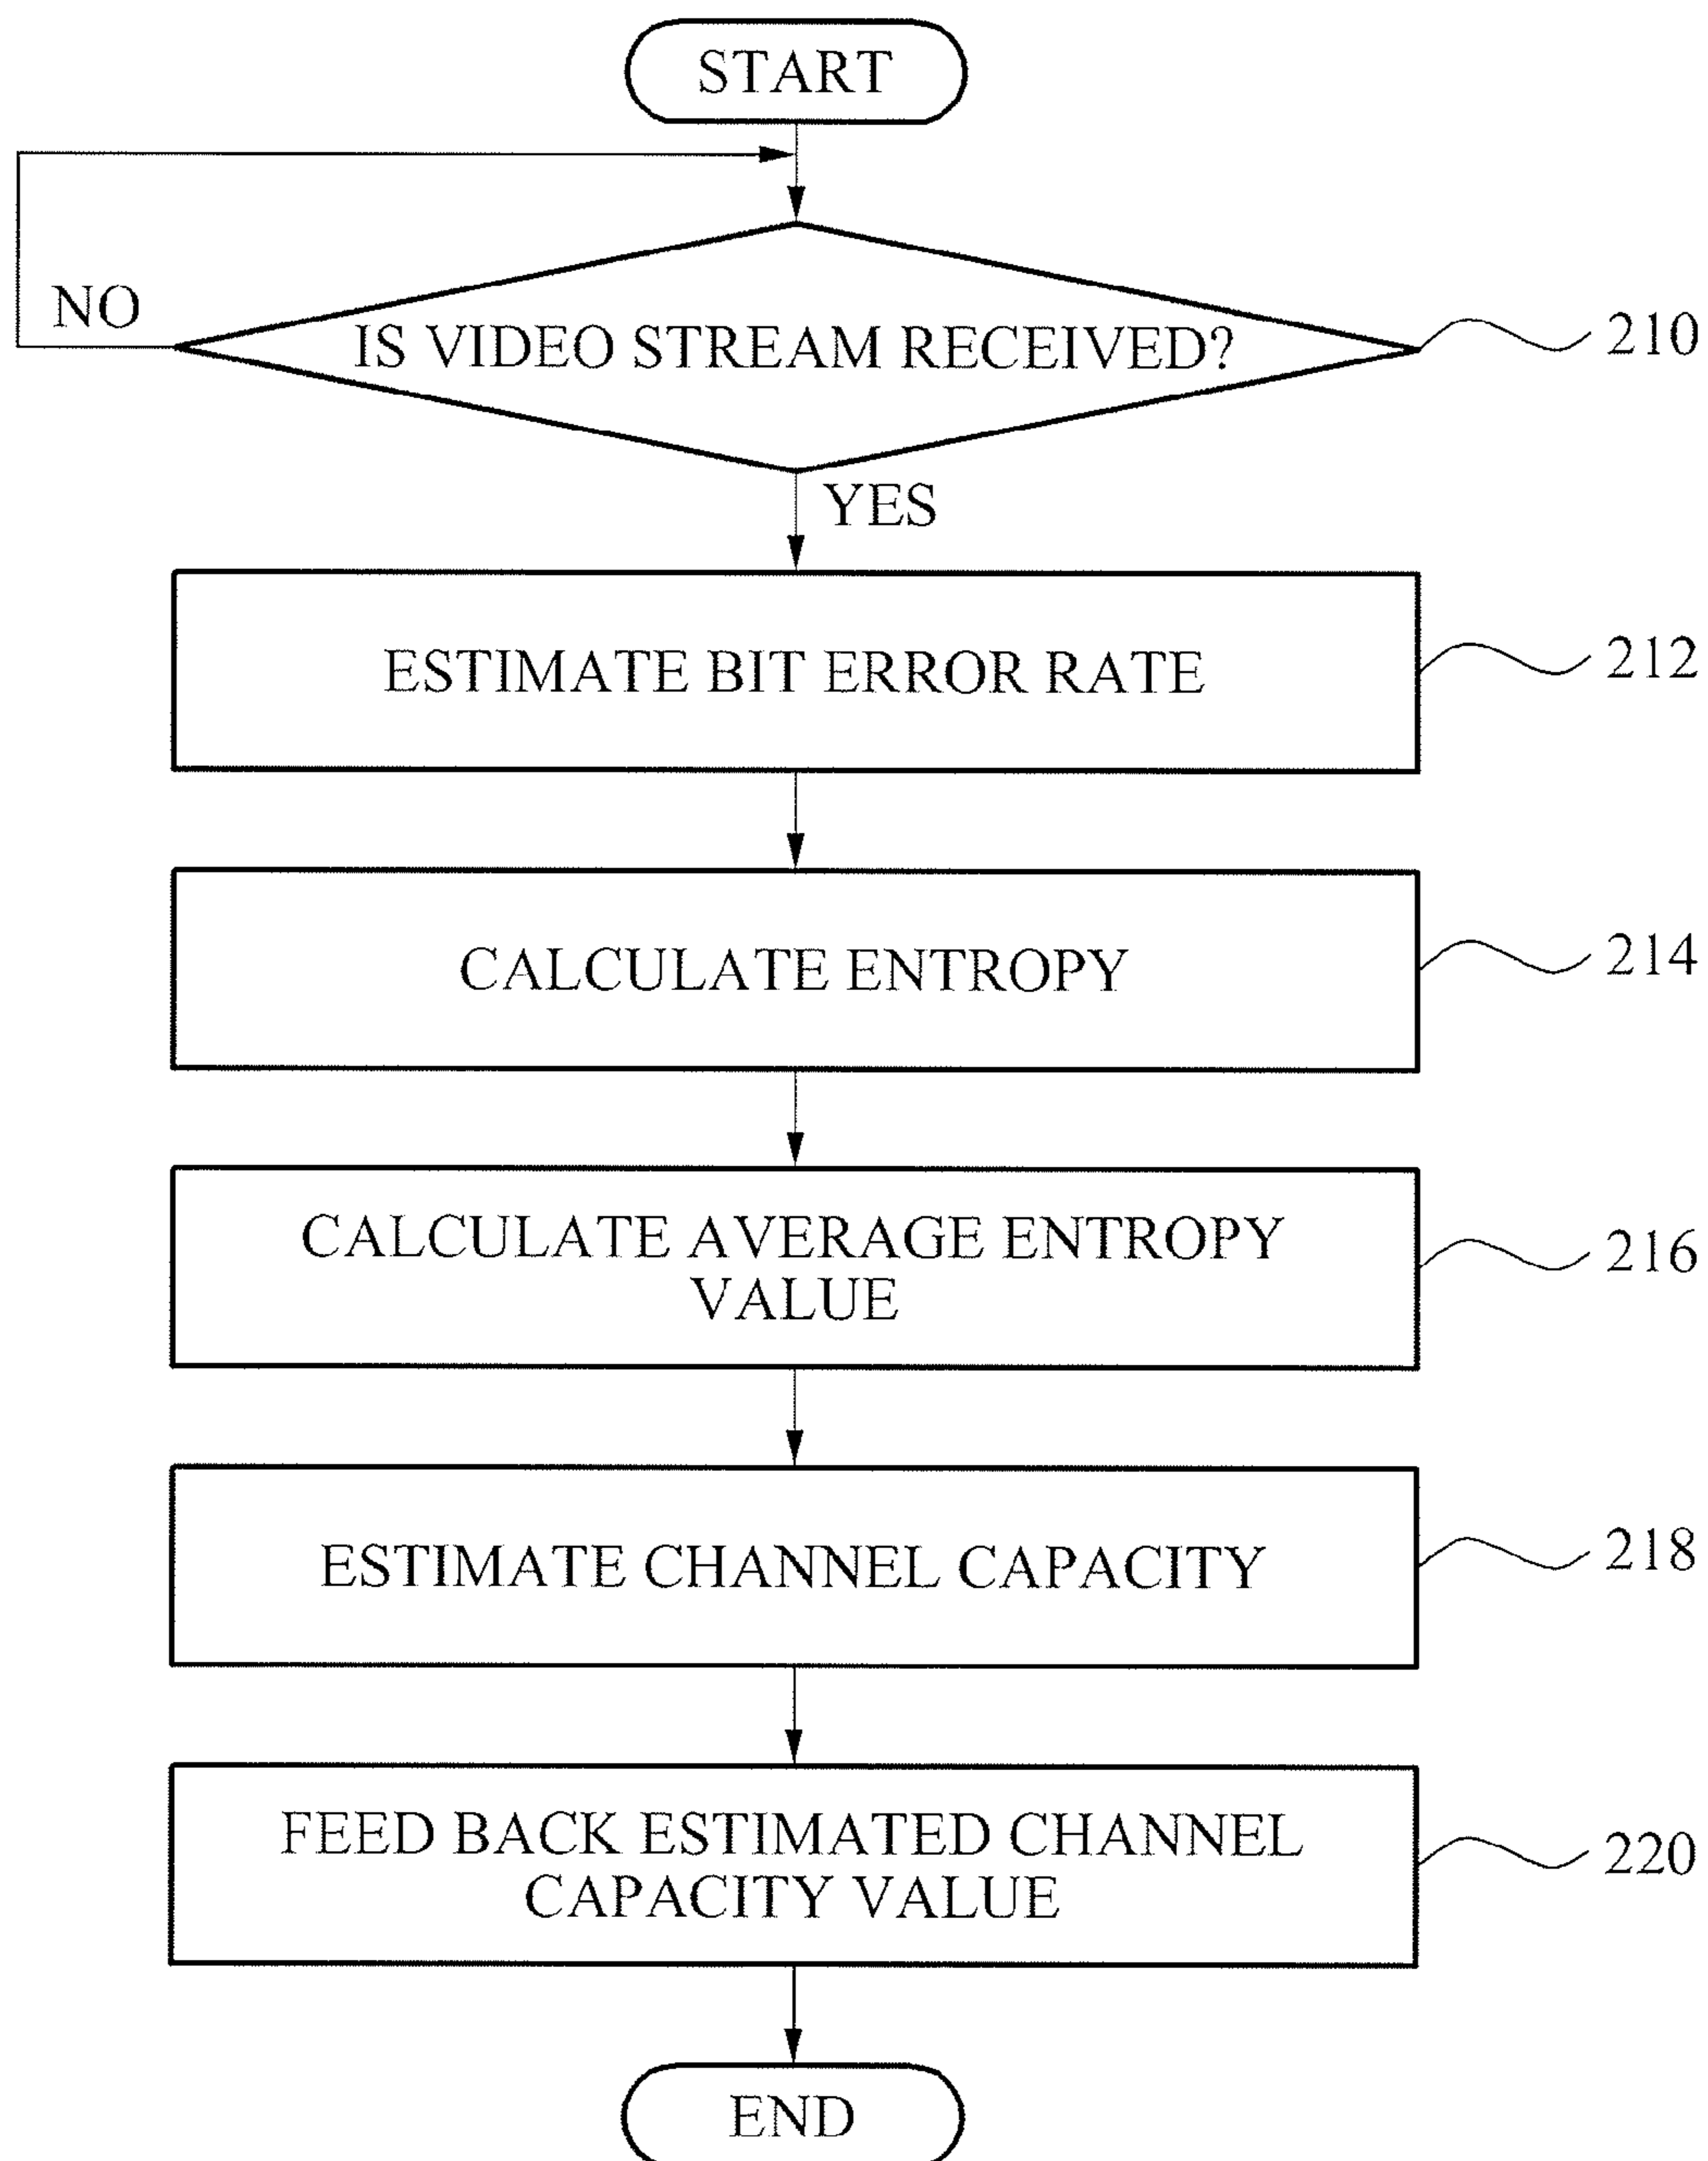 START
NO
IS VIDEO STREAM RECEIVED?
210
YES
ESTIMATE BIT ERROR RATE
212
CALCULATE ENTROPY
214
CALCULATE AVERAGE ENTROPY
VALUE
216
ESTIMATE CHANNEL CAPACITY
218
FEED BACK ESTIMATED CHANNEL
CAPACITY VALUE
220
END